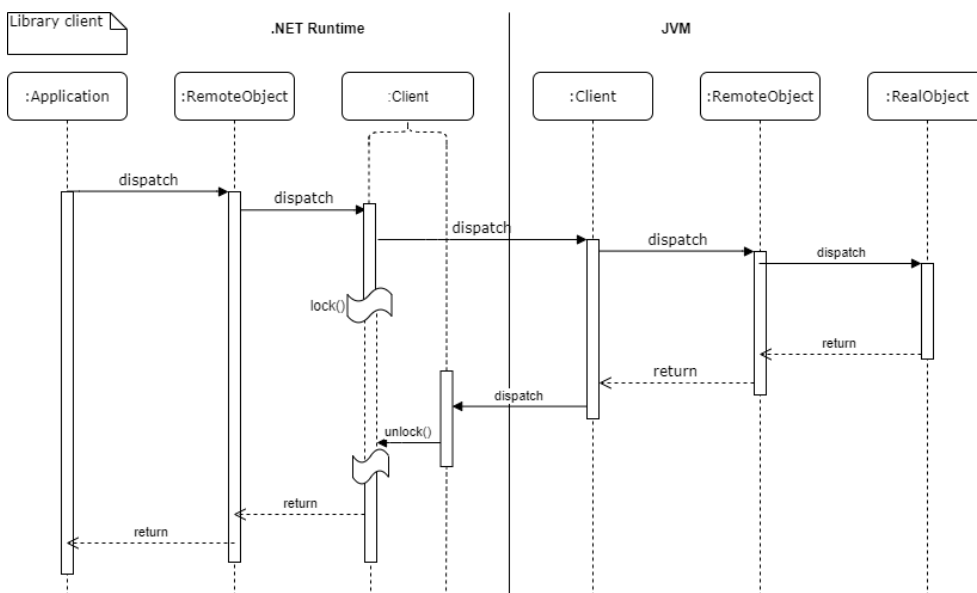 Library client
.NET Runtime
JVM
:Application
:RemoteObject
:Client
:Client
:RemoteObject
:RealObject
dispatch
dispatch
dispatch
dispatch
dispatch
lock()
return
return
dispatch
unlock()
return
return